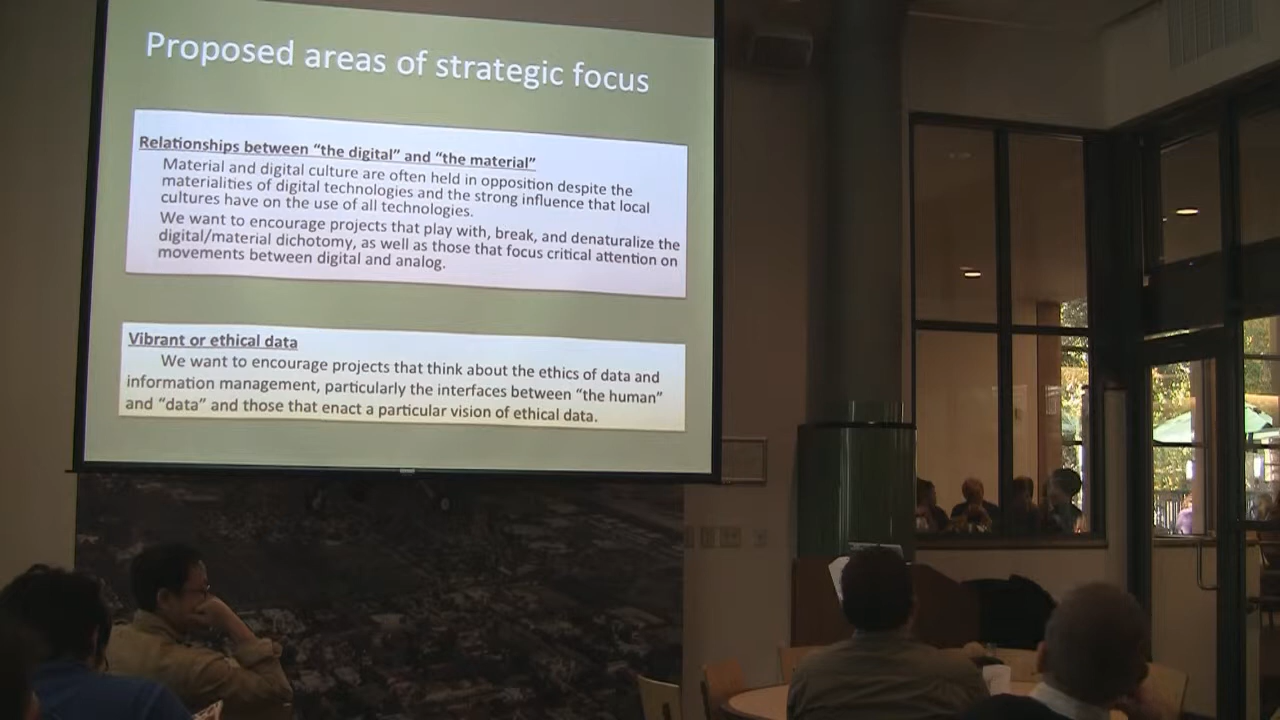 Proposed areas of strategic focus
Relationships between “the digital” and “the material”
Material and digital culture are often held in opposition despite the
materialities of digital technologies and the strong influence that local
cultures have on the use of all technologies.
We want to encourage projects that play with, break, and denaturalize the
digital/material dichotomy, as well as those that focus critical attention on
movements between digital and analog.
Vibrant or ethical data
We want to encourage projects that think about the ethics of data and
information management, particularly the interfaces between “the human”
and “data” and those that enact a particular vision of ethical data.